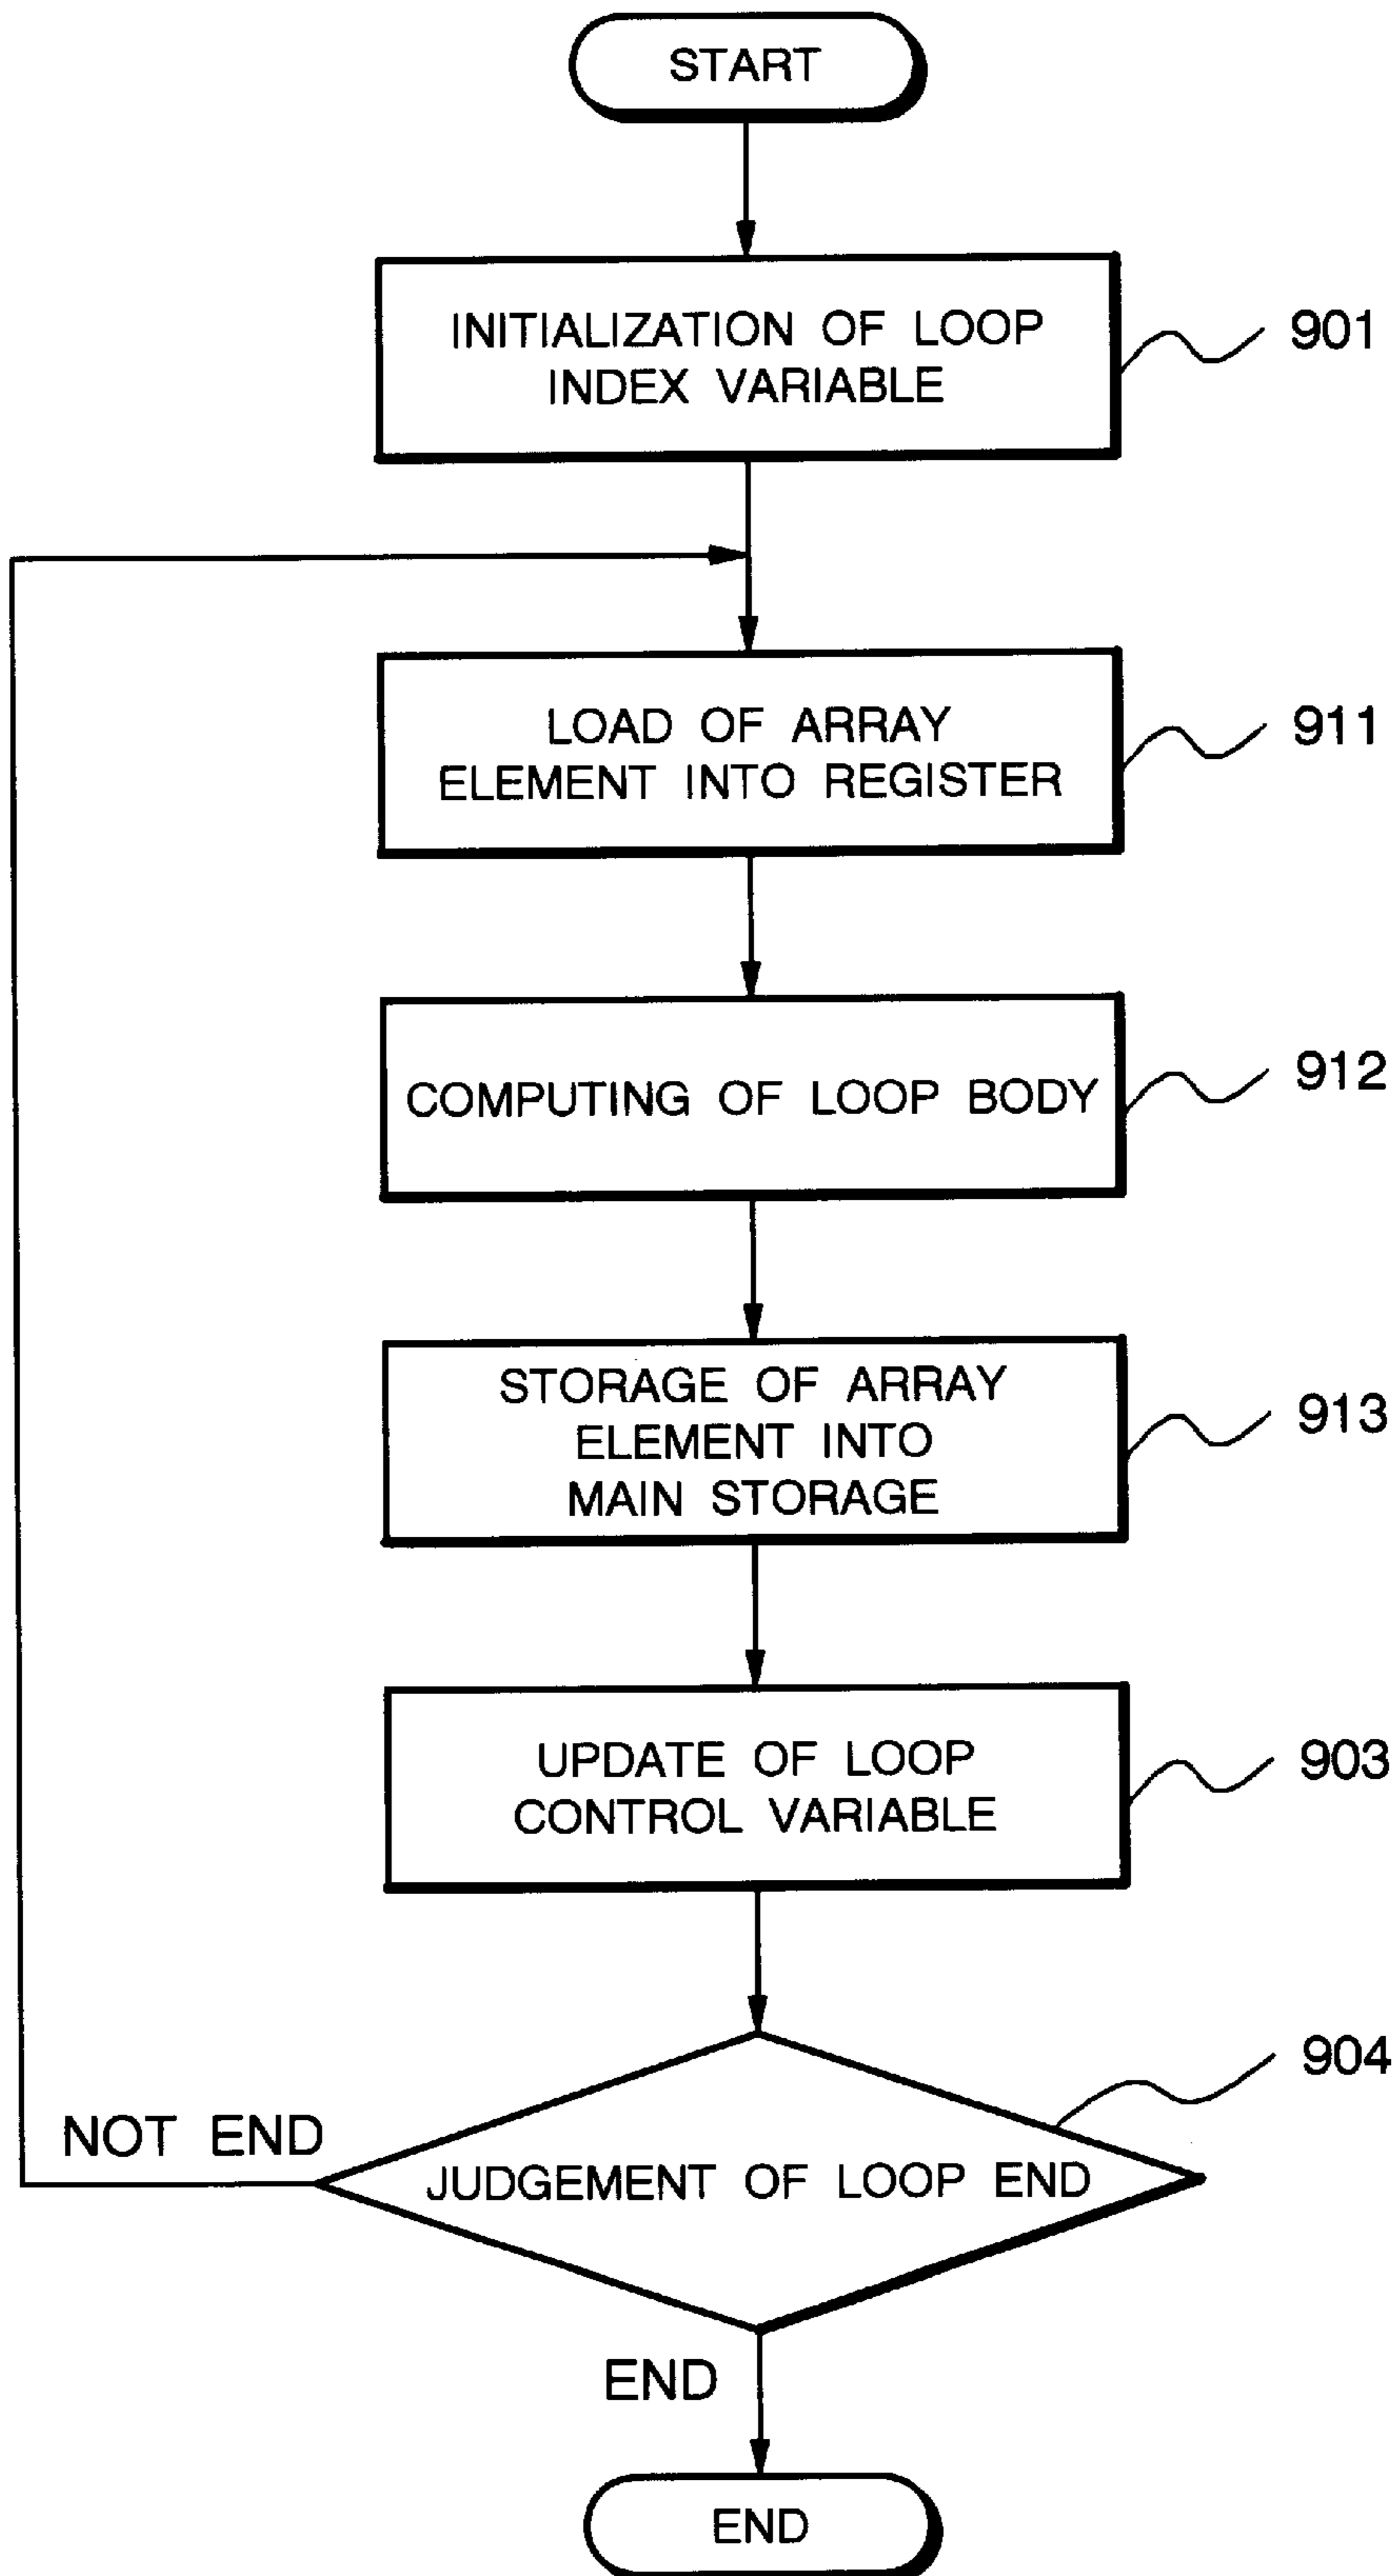 START
INITIALIZATION OF LOOP
INDEX VARIABLE
901
LOAD OF ARRAY
ELEMENT INTO REGISTER
911
COMPUTING OF LOOP BODY
912
STORAGE OF ARRAY
ELEMENT INTO
MAIN STORAGE
913
UPDATE OF LOOP
CONTROL VARIABLE
903
904
NOT END
JUDGEMENT OF LOOP END
END
END